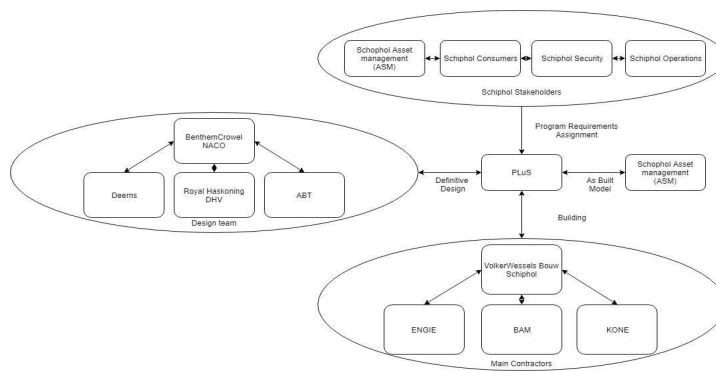 Schophol Asset
management
(ASM)
Schiphol Consumers
Schiphol Security
Schiphol Operations
Schiphol Stakeholders
Program Requirements
Assignment
BenthemCrowel
NACO
Deerns
Royal Haskoning
DHV
ABT
Design team
Definitive
Design
PLuS
As Built
Model
Schophol Asset
management
(ASM)
Building
VolkerWessels Bouw
Schiphol
ENGIE
BAM
KONE
Main Contractors